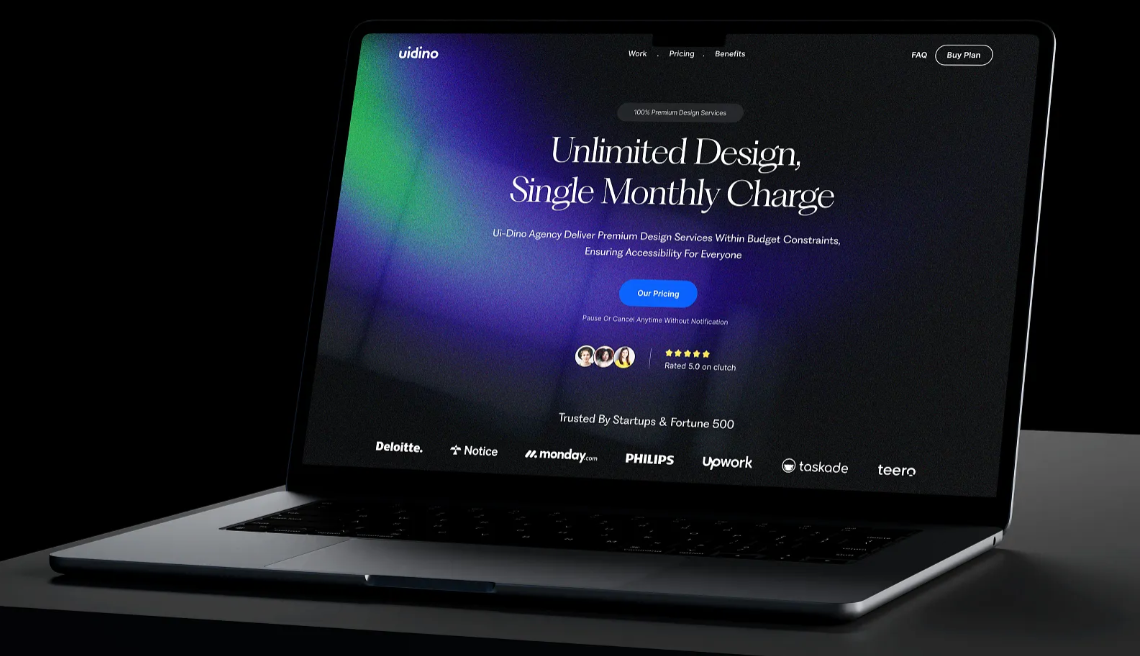 uidino
Work . Pricing . Benefits
FAQ
Buy Plan
100% Premium Design Services
Unlimited Design,
Single Monthly Charge
Ui-Dino Agency Deliver Premium Design Services Within Budget Constraints,
Ensuring Accessibility For Everyone
Our Pricing
Pause Or Cancel Anytime Without Notification
Rated 5.0 on clutch
Trusted By Startups & Fortune 500
Deloitte.
Notice
monday.com
PHILIPS
Upwork
taskade
teero